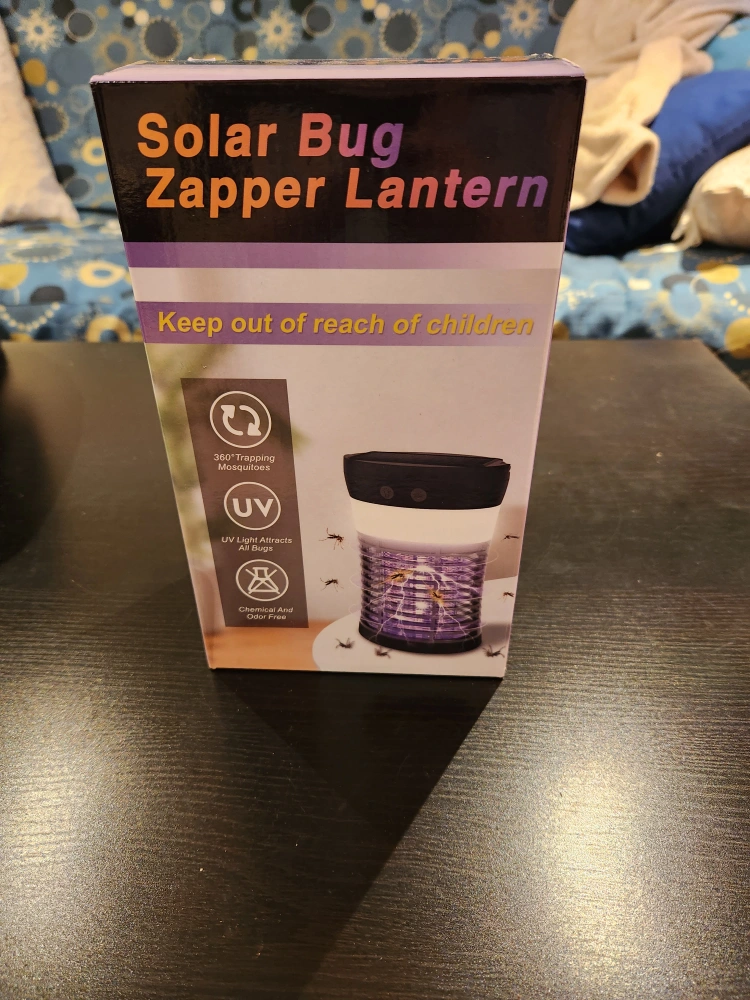 Solar Bug
Zapper Lantern
Keep out of reach of children
360°Trapping
Mosquitoes
UV
UV Light Attracts
All Bugs
Chemical And
Odor Free